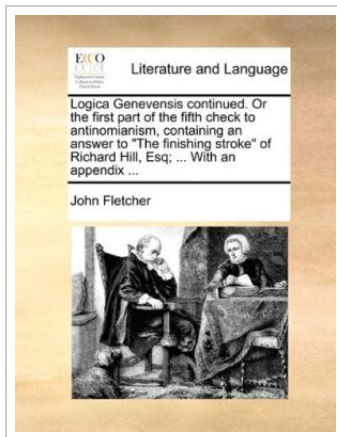 ECCO
Literature and Language
Logica Genevensis continued. Or
the first part of the fifth check to
antinomianism, containing an
answer to "The finishing stroke" of
Richard Hill, Esq; ... With an
appendix ...
John Fletcher